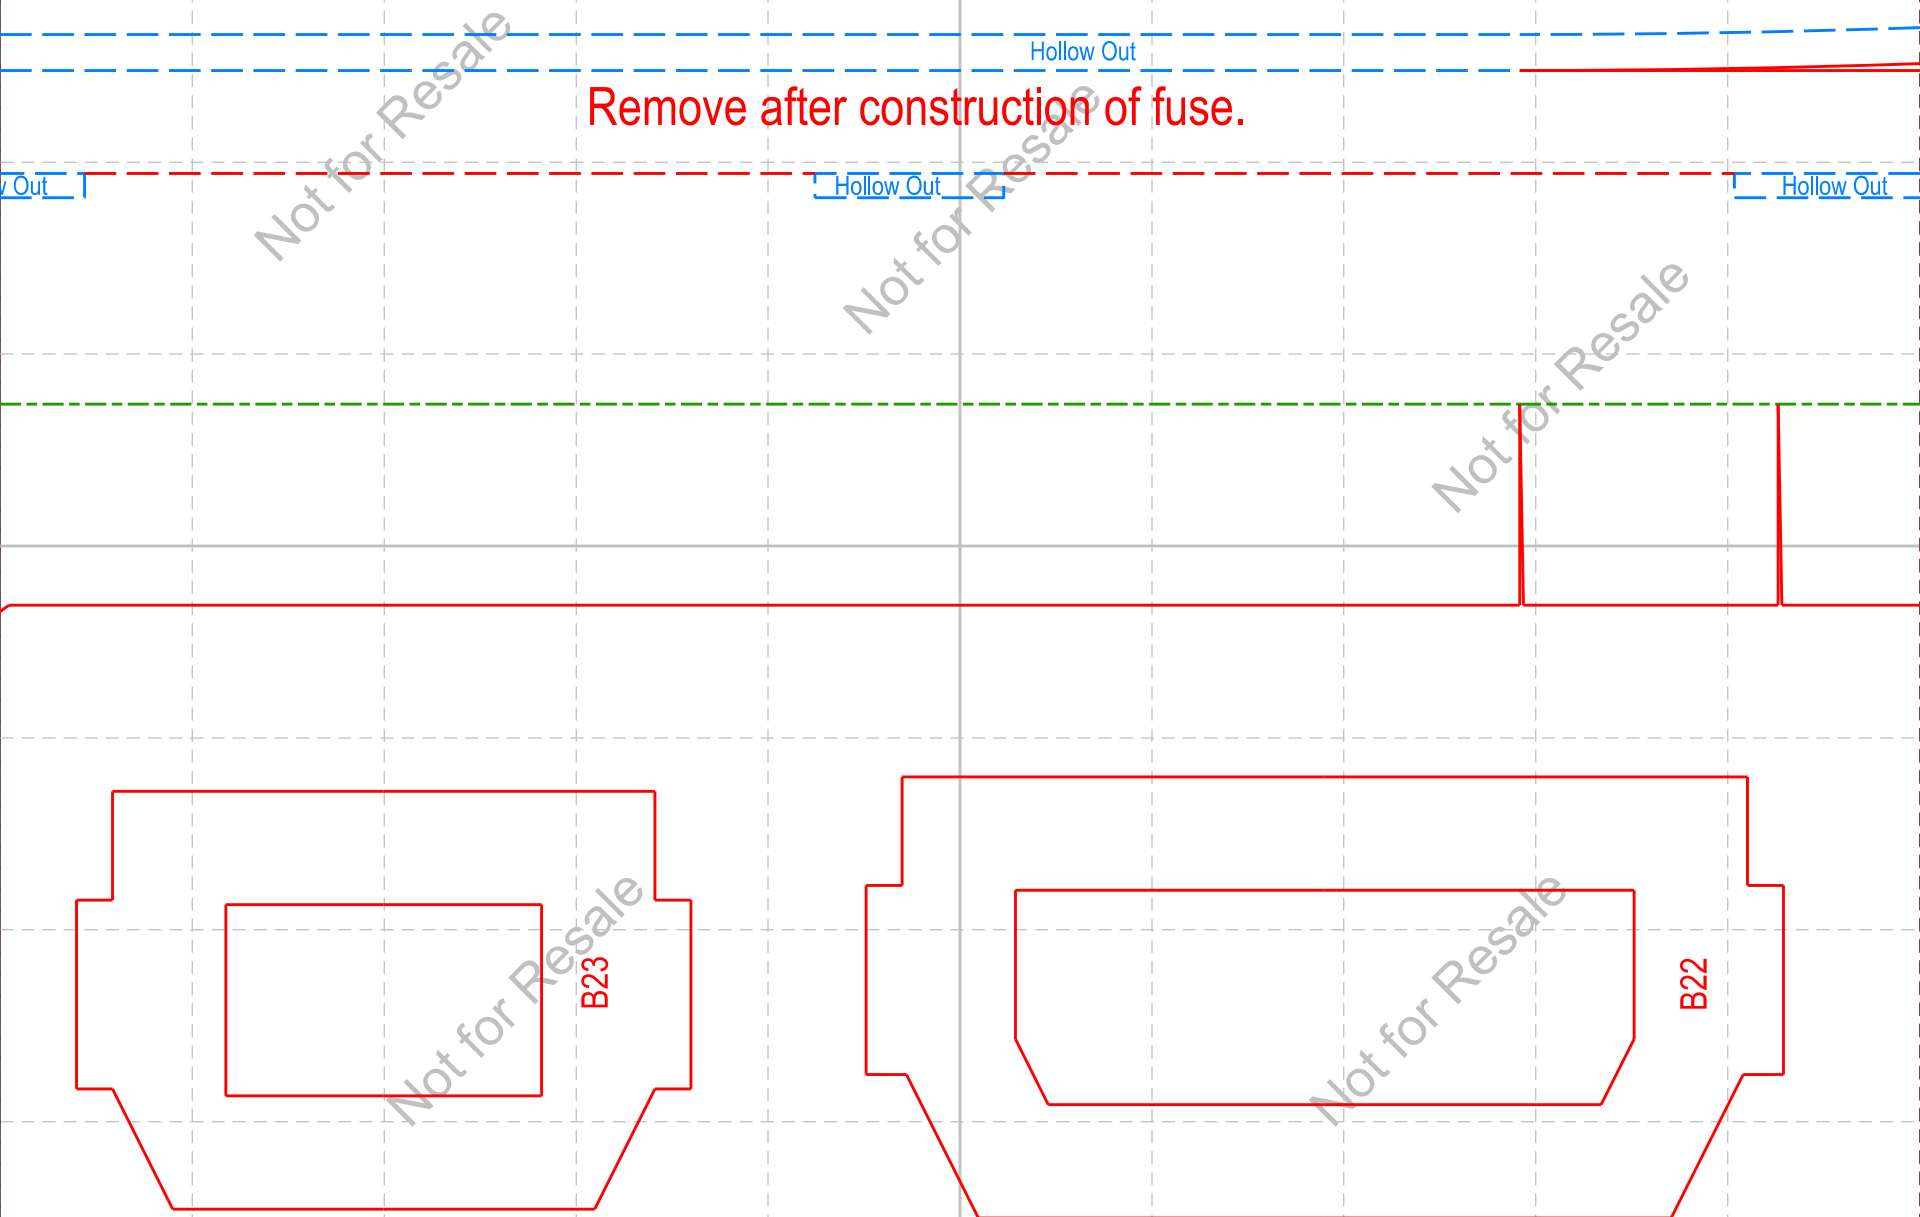 Not for Resale
Hollow Out
Remove after construction of fuse.
Not for Resale
Out
Hollow Out
Hollow Out
Not for Resale
Not for Resale
B23
Not for Resale
B22